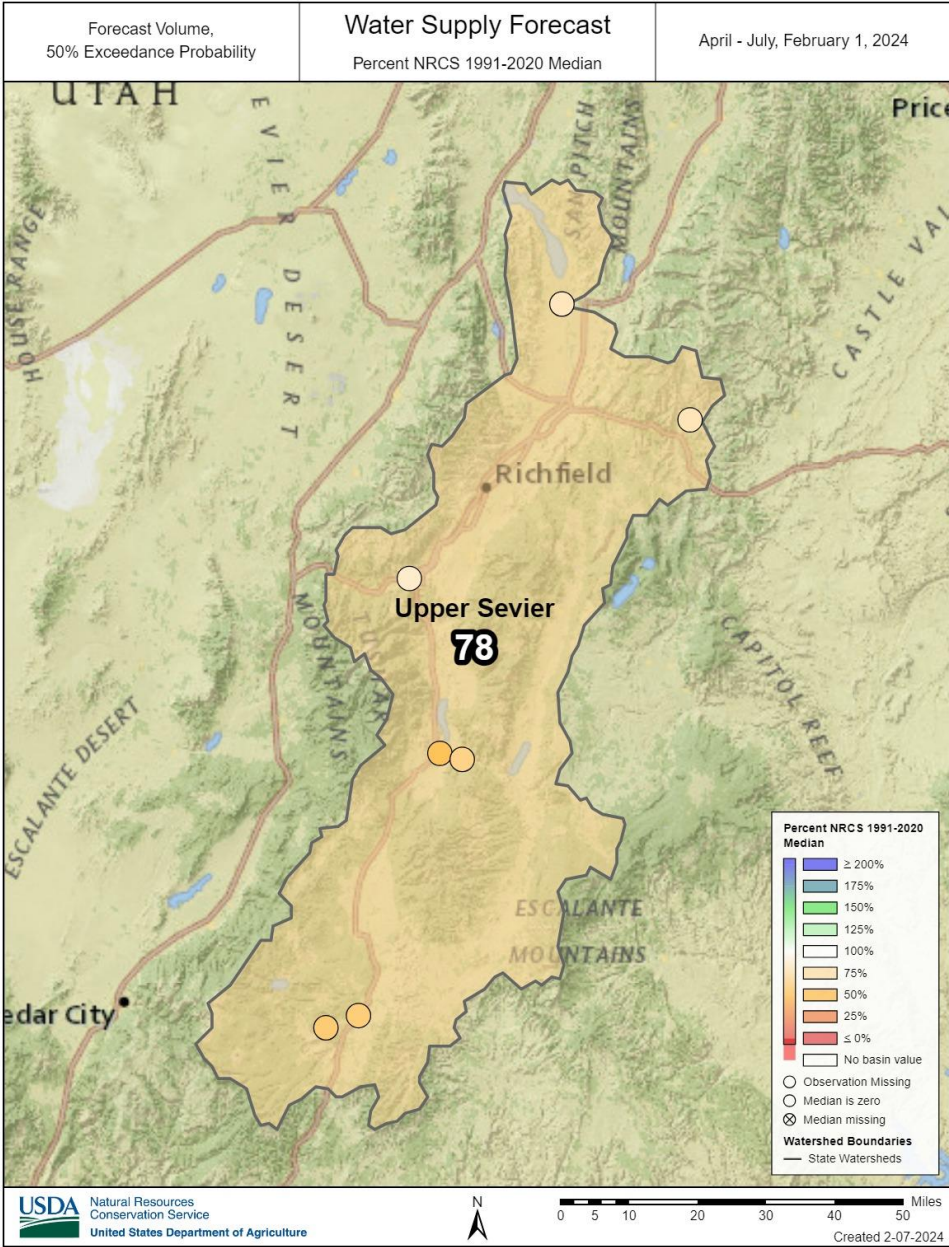 Forecast Volume,
50% Exceedance Probability
Water Supply Forecast
Percent NRCS 1991-2020 Median
April - July, February 1, 2024
UTAH
EVIER DESERT
SAN PITCH
MOUNTAINS
Price
HOUSE RANGE
CASTLE VA
Richfield
Upper Sevier
78
TUSHAR
MOUNTAINS
CAPITOL REEF
ESCALANTE DESERT
ESCALANTE
MOUNTAINS
edar City
Percent NRCS 1991-2020
Median
≥ 200%
175%
150%
125%
100%
75%
50%
25%
≤ 0%
No basin value
Observation Missing
Median is zero
Median missing
Watershed Boundaries
State Watersheds
USDA
Natural Resources
Conservation Service
United States Department of Agriculture
N
0 5 10 20 30 40 50 Miles
Created 2-07-2024